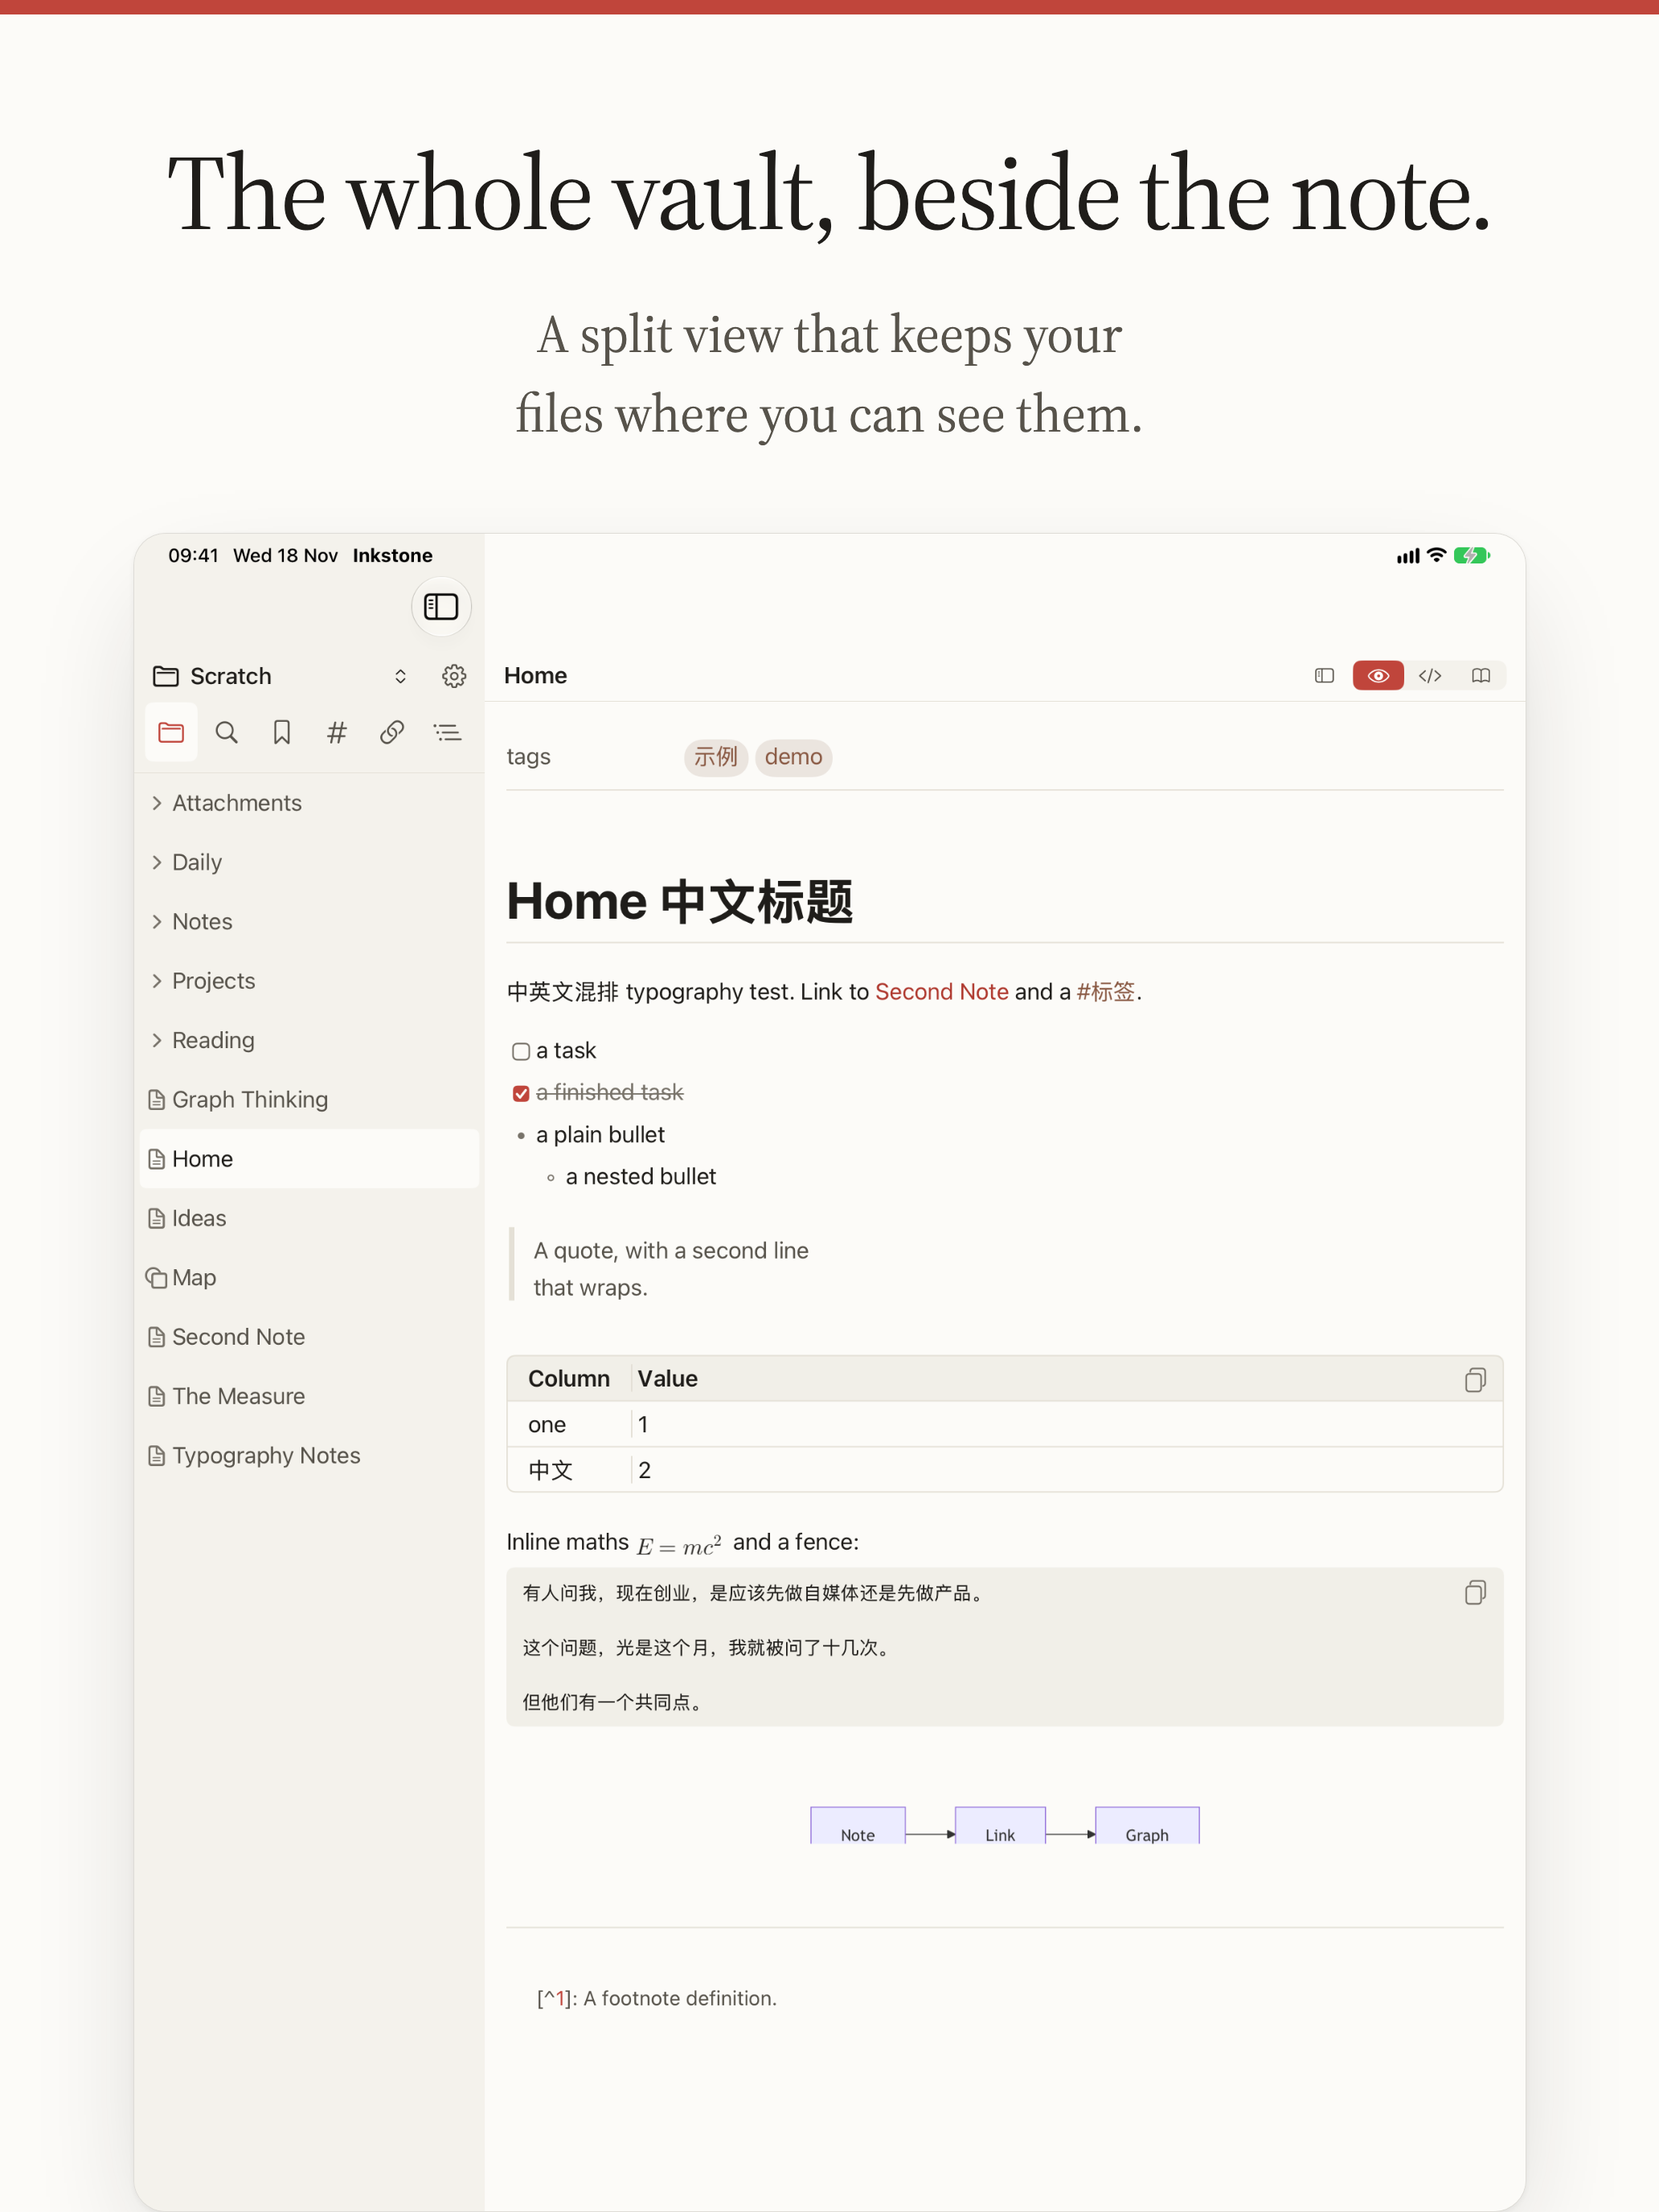 The whole vault, beside the note.
A split view that keeps your
files where you can see them.
09:41 Wed 18 Nov Inkstone
Scratch
Attachments
Daily
Notes
Projects
Reading
Graph Thinking
Home
Ideas
Map
Second Note
The Measure
Typography Notes
Home
tags 示例 demo
Home 中文标题
中英文混排 typography test. Link to Second Note and a #标签.
a task
a finished task
a plain bullet
a nested bullet
A quote, with a second line
that wraps.
Column Value
one 1
中文 2
Inline maths E = mc² and a fence:
有人问我，现在创业，是应该先做自媒体还是先做产品。
这个问题，光是这个月，我就被问了十几次。
但他们有一个共同点。
Note Link Graph
[^1]: A footnote definition.